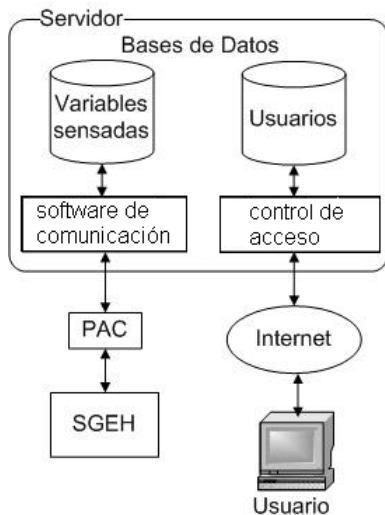 Servidor
Bases de Datos
Variables
sensadas
Usuarios
software de
comunicación
control de
acceso
PAC
Internet
SGEH
Usuario